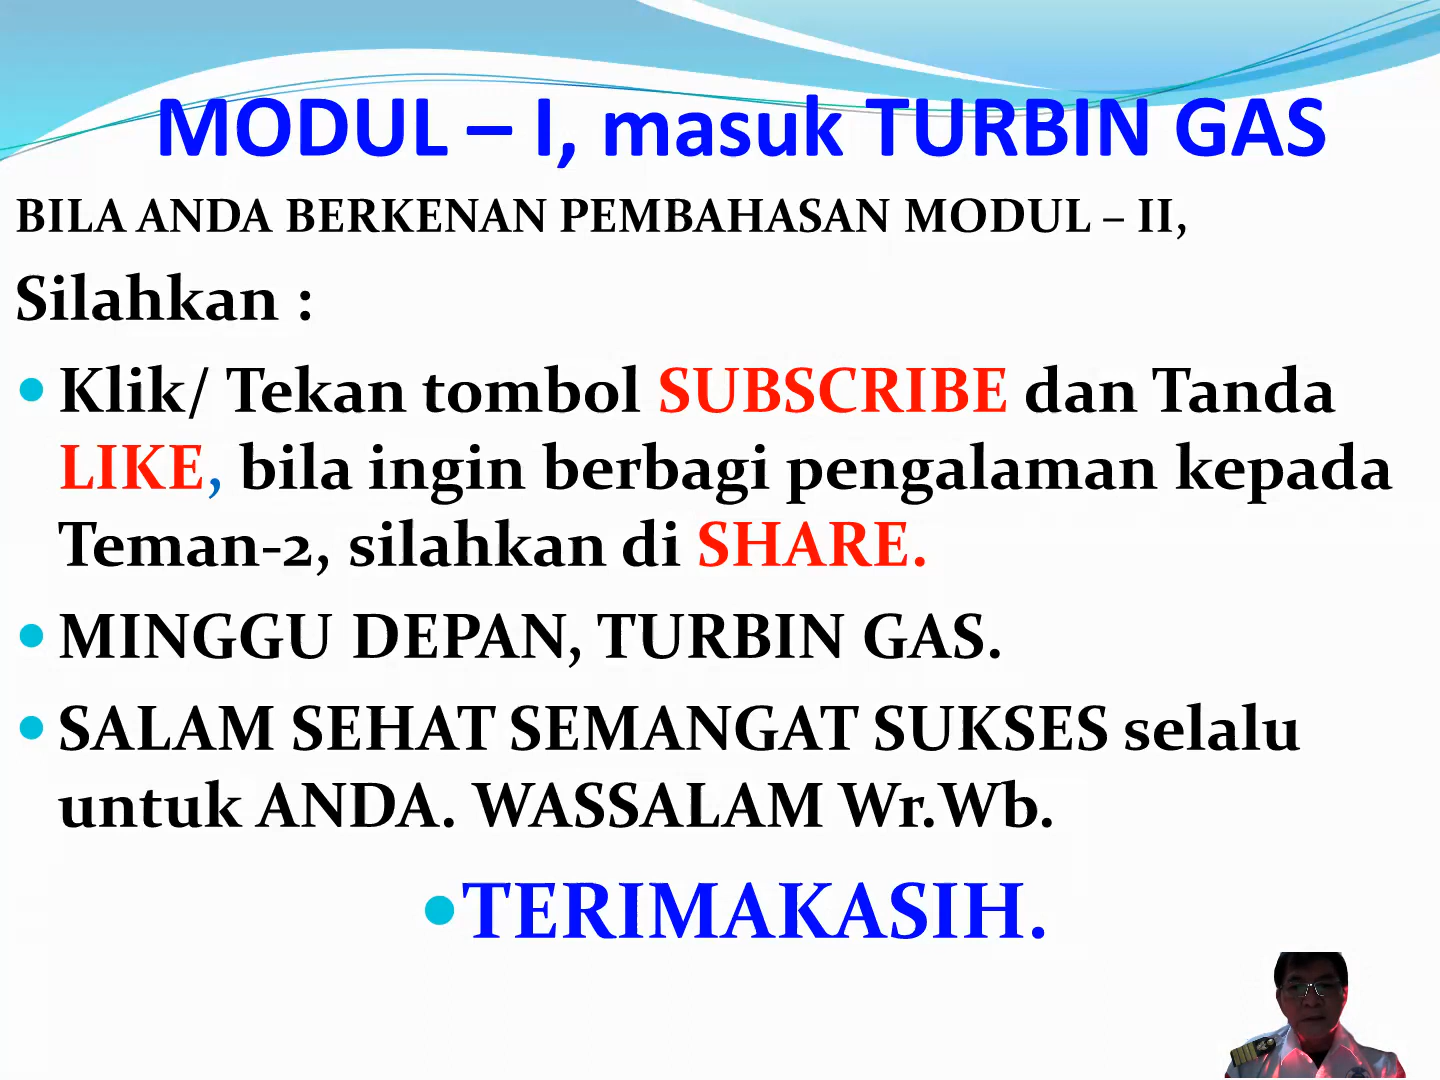 MODUL – I, masuk TURBIN GAS
BILA ANDA BERKENAN PEMBAHASAN MODUL – II,
Silahkan :
• Klik/ Tekan tombol SUBSCRIBE dan Tanda
LIKE, bila ingin berbagi pengalaman kepada
Teman-2, silahkan di SHARE.
• MINGGU DEPAN, TURBIN GAS.
• SALAM SEHAT SEMANGAT SUKSES selalu
untuk ANDA. WASSALAM Wr.Wb.
• TERIMAKASIH.